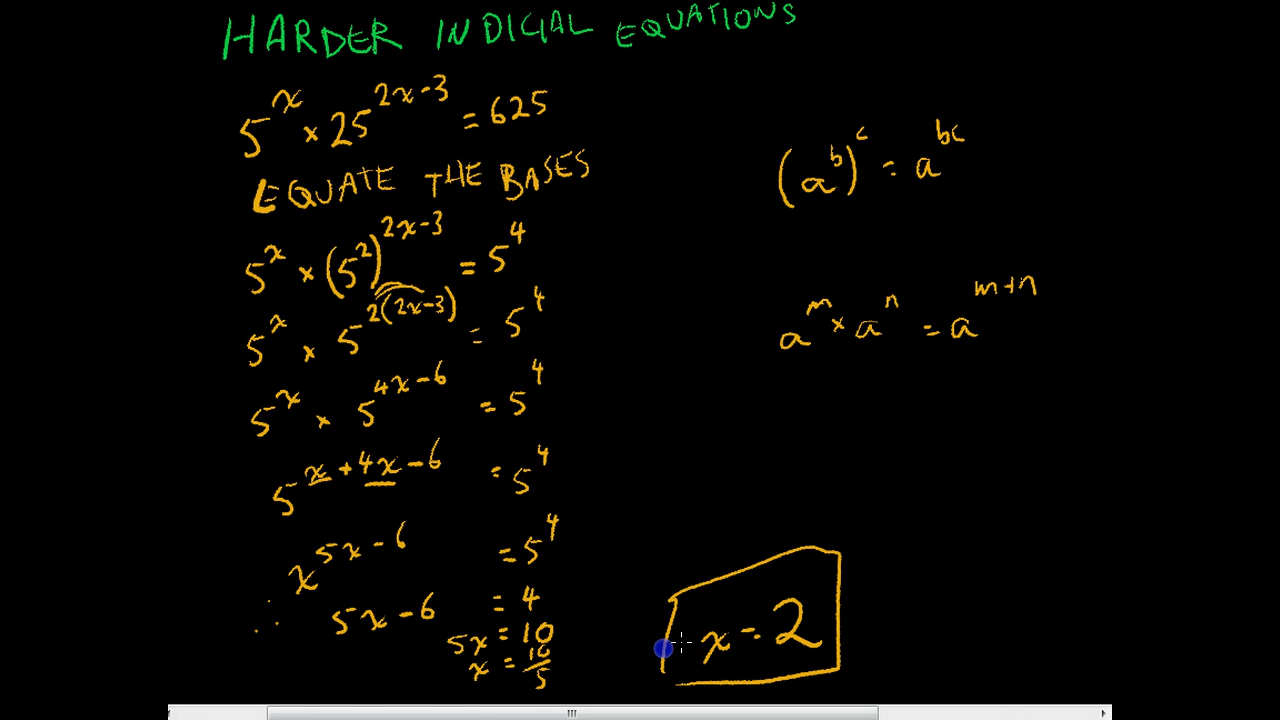 HARDER INDICIAL EQUATIONS
5^x × 25^(2x-3) = 625
EQUATE THE BASES
5^x × (5^2)^(2x-3) = 5^4
5^x × 5^(2(2x-3)) = 5^4
5^x × 5^(4x-6) = 5^4
5^(x+4x-6) = 5^4
x^(5x-6) = 5^4
∴ 5x-6 = 4
5x = 10
x = 10/5
(a^b)^c = a^(bc)
a^m × a^n = a^(m+n)
x = 2